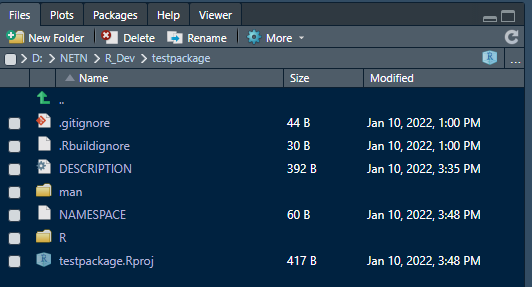 Files Plots Packages Help Viewer
New Folder Delete Rename More
D: NETN R_Dev testpackage R ...
Name Size Modified
..
.gitignore 44 B Jan 10, 2022, 1:00 PM
.Rbuildignore 30 B Jan 10, 2022, 1:00 PM
DESCRIPTION 392 B Jan 10, 2022, 3:35 PM
man
NAMESPACE 60 B Jan 10, 2022, 3:48 PM
R
testpackage.Rproj 417 B Jan 10, 2022, 3:48 PM